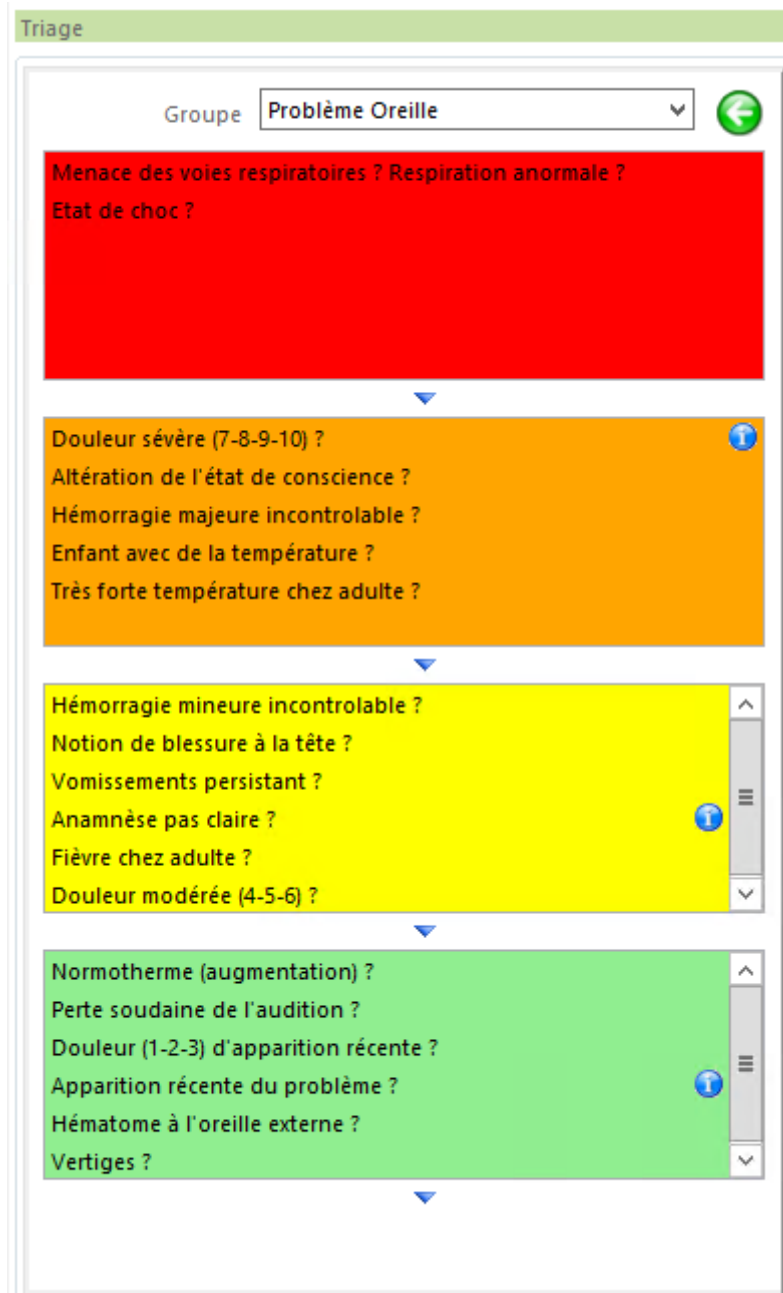 Triage
Groupe Problème Oreille
Menace des voies respiratoires ? Respiration anormale ?
Etat de choc ?
Douleur sévère (7-8-9-10) ?
Altération de l'état de conscience ?
Hémorragie majeure incontrolable ?
Enfant avec de la température ?
Très forte température chez adulte ?
Hémorragie mineure incontrolable ?
Notion de blessure à la tête ?
Vomissements persistant ?
Anamnèse pas claire ?
Fièvre chez adulte ?
Douleur modérée (4-5-6) ?
Normotherme (augmentation) ?
Perte soudaine de l'audition ?
Douleur (1-2-3) d'apparition récente ?
Apparition récente du problème ?
Hématome à l'oreille externe ?
Vertiges ?